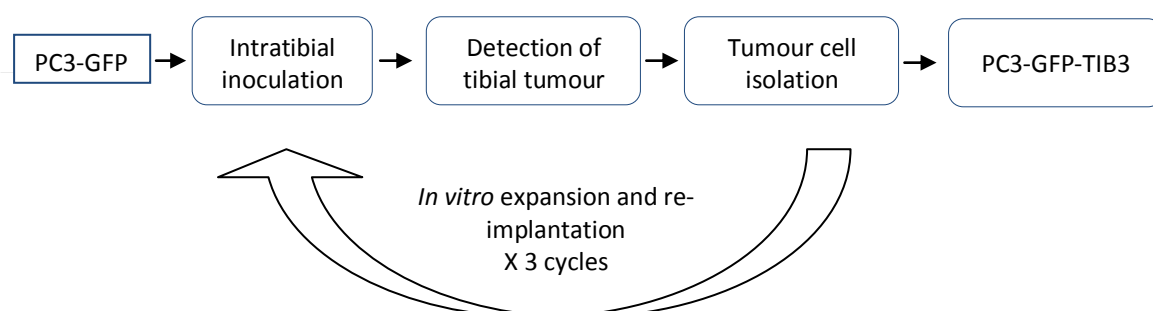 PC3-GFP
Intratibial
inoculation
Detection of
tibial tumour
Tumour cell
isolation
PC3-GFP-TIB3
In vitro expansion and re-
implantation
X 3 cycles